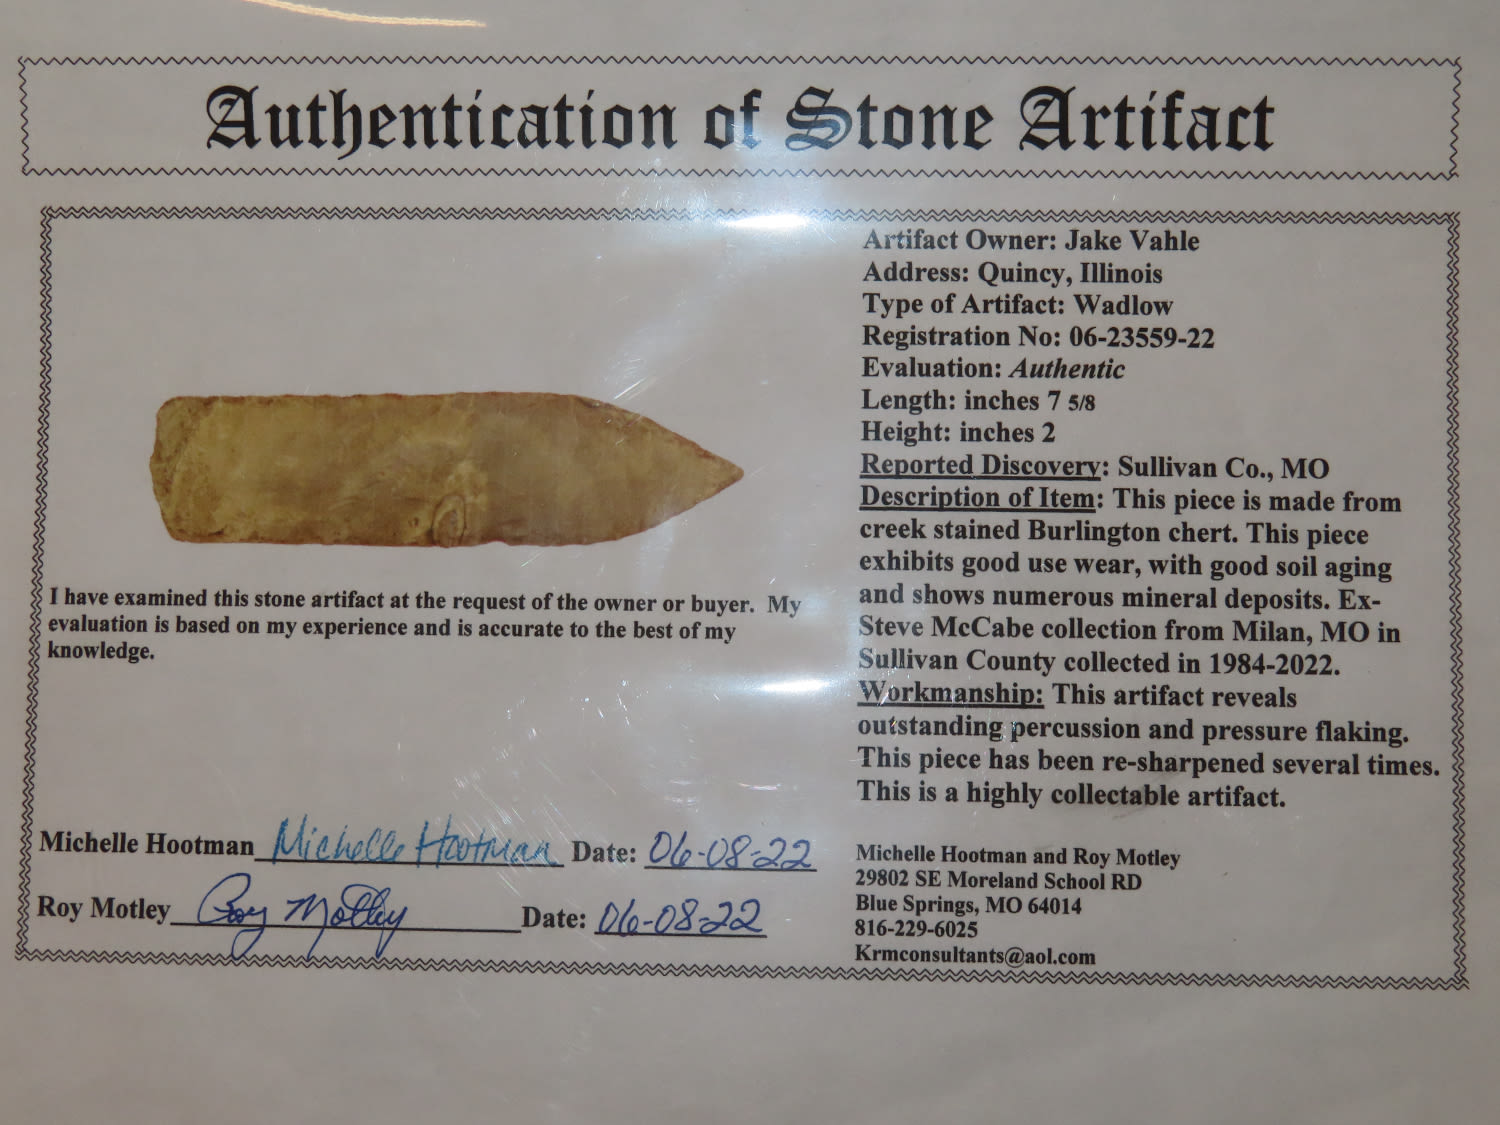 Authentication of Stone Artifact
Artifact Owner: Jake Vahle
Address: Quincy, Illinois
Type of Artifact: Wadlow
Registration No: 06-23559-22
Evaluation: Authentic
Length: inches 7 5/8
Height: inches 2
Reported Discovery: Sullivan Co., MO
Description of Item: This piece is made from
creek stained Burlington chert. This piece
exhibits good use wear, with good soil aging
and shows numerous mineral deposits. Ex-
Steve McCabe collection from Milan, MO in
Sullivan County collected in 1984-2022.
Workmanship: This artifact reveals
outstanding percussion and pressure flaking.
This piece has been re-sharpened several times.
This is a highly collectable artifact.
I have examined this stone artifact at the request of the owner or buyer. My
evaluation is based on my experience and is accurate to the best of my
knowledge.
Michelle Hootman Michelle Hootman Date: 06-08-22
Roy Motley Roy Motley Date: 06-08-22
Michelle Hootman and Roy Motley
29802 SE Moreland School RD
Blue Springs, MO 64014
816-229-6025
Krmconsultants@aol.com